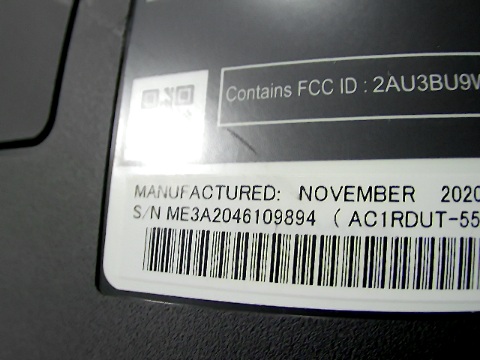 Contains FCC ID : 2AU3BU9
MANUFACTURED: NOVEMBER 2020
S/N ME3A2046109894 ( AC1RDUT-55